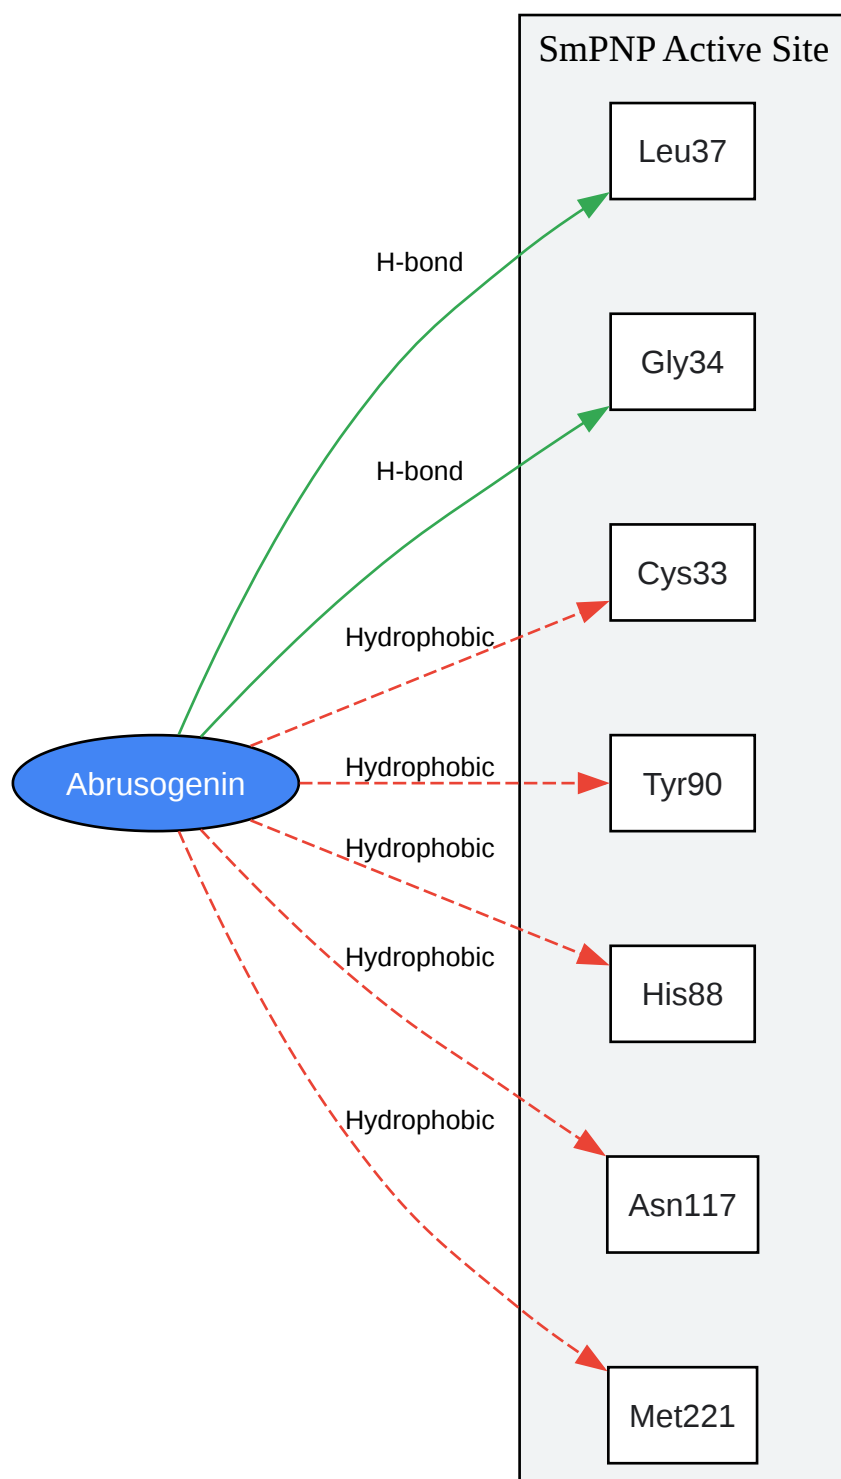 SmPNP Active Site
Leu37
H-bond
Gly34
H-bond
Cys33
Hydrophobic
Tyr90
Hydrophobic
Abrusogenin
Hydrophobic
His88
Hydrophobic
Asn117
Hydrophobic
Met221